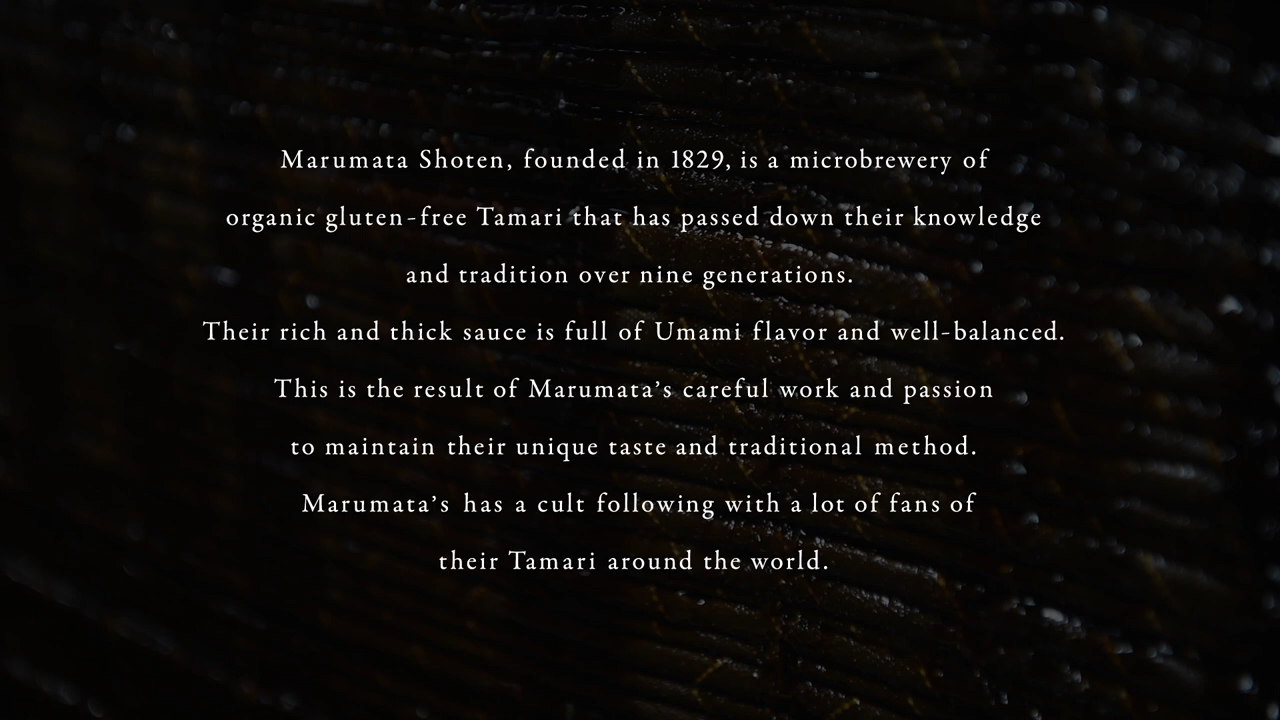 Marumata Shoten, founded in 1829, is a microbrewery of
organic gluten-free Tamari that has passed down their knowledge
and tradition over nine generations.
Their rich and thick sauce is full of Umami flavor and well-balanced.
This is the result of Marumata’s careful work and passion
to maintain their unique taste and traditional method.
Marumata’s has a cult following with a lot of fans of
their Tamari around the world.